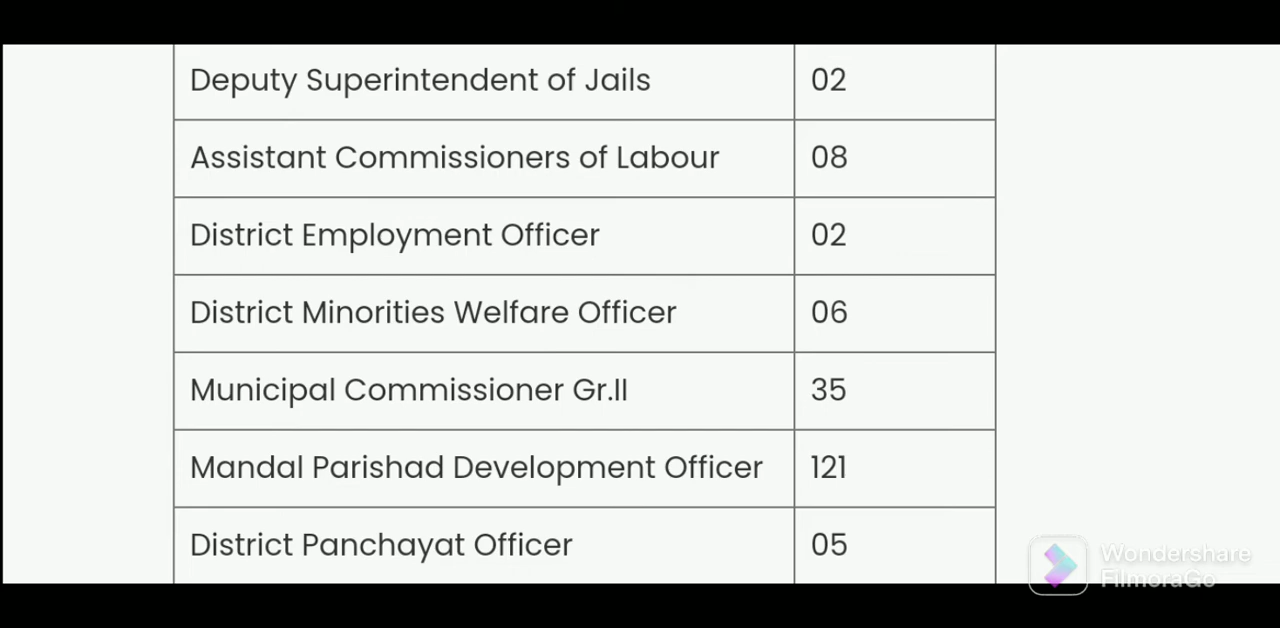 Deputy Superintendent of Jails 02
Assistant Commissioners of Labour 08
District Employment Officer 02
District Minorities Welfare Officer 06
Municipal Commissioner Gr.II 35
Mandal Parishad Development Officer 121
District Panchayat Officer 05
Wondershare
FilmoraGo